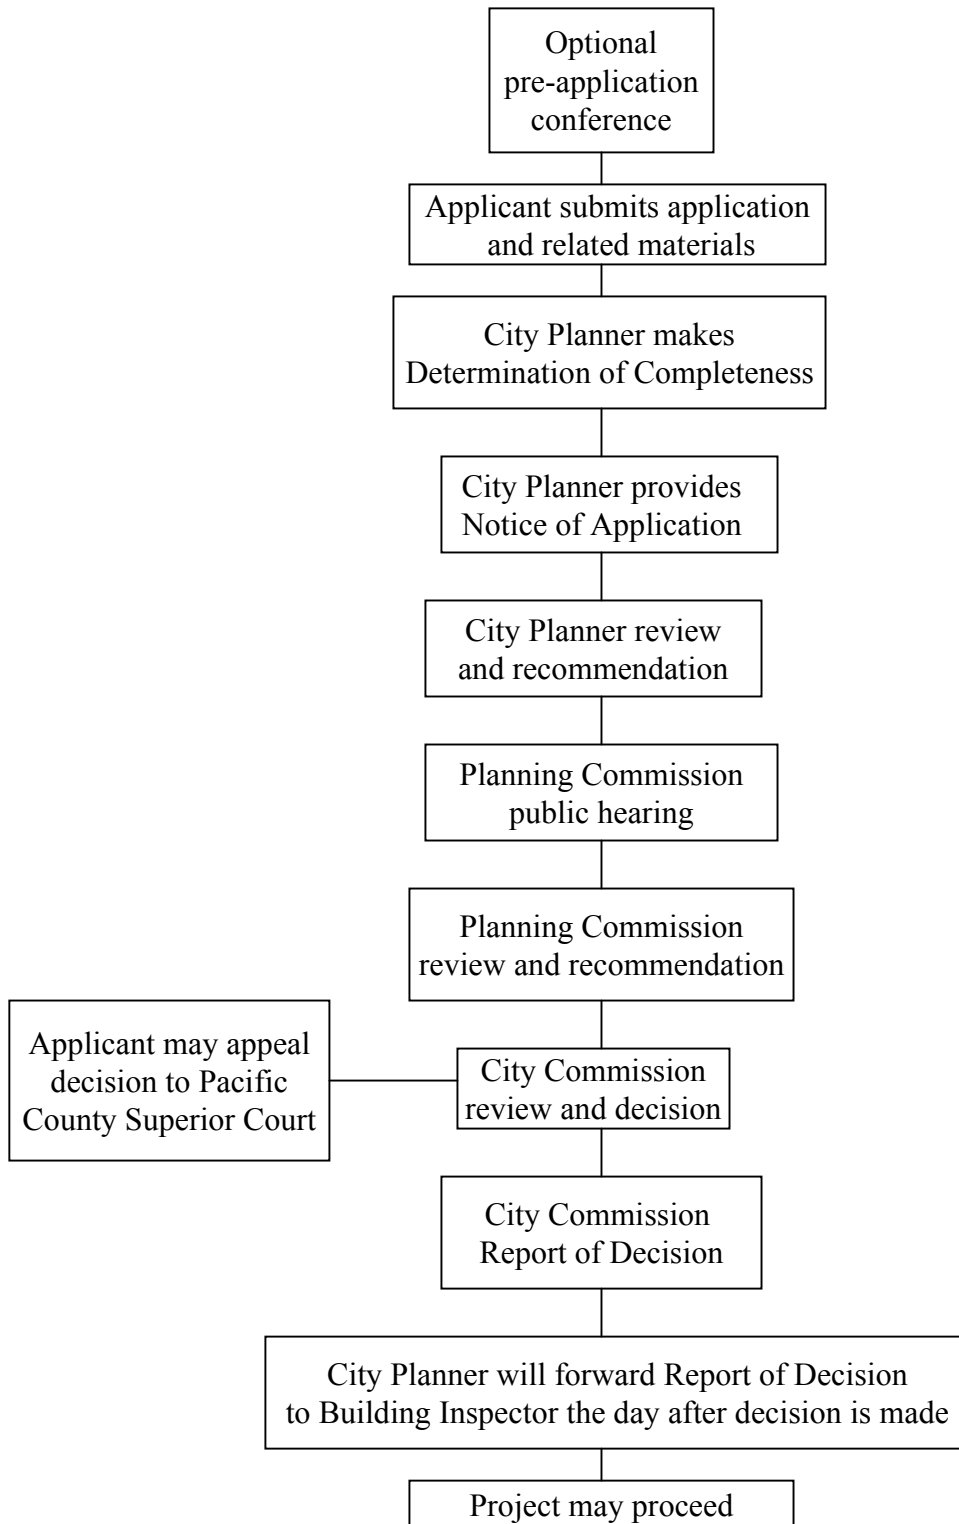 Optional
pre-application
conference
Applicant submits application
and related materials
City Planner makes
Determination of Completeness
City Planner provides
Notice of Application
City Planner review
and recommendation
Planning Commission
public hearing
Planning Commission
review and recommendation
Applicant may appeal
decision to Pacific
County Superior Court
City Commission
review and decision
City Commission
Report of Decision
City Planner will forward Report of Decision
to Building Inspector the day after decision is made
Project may proceed